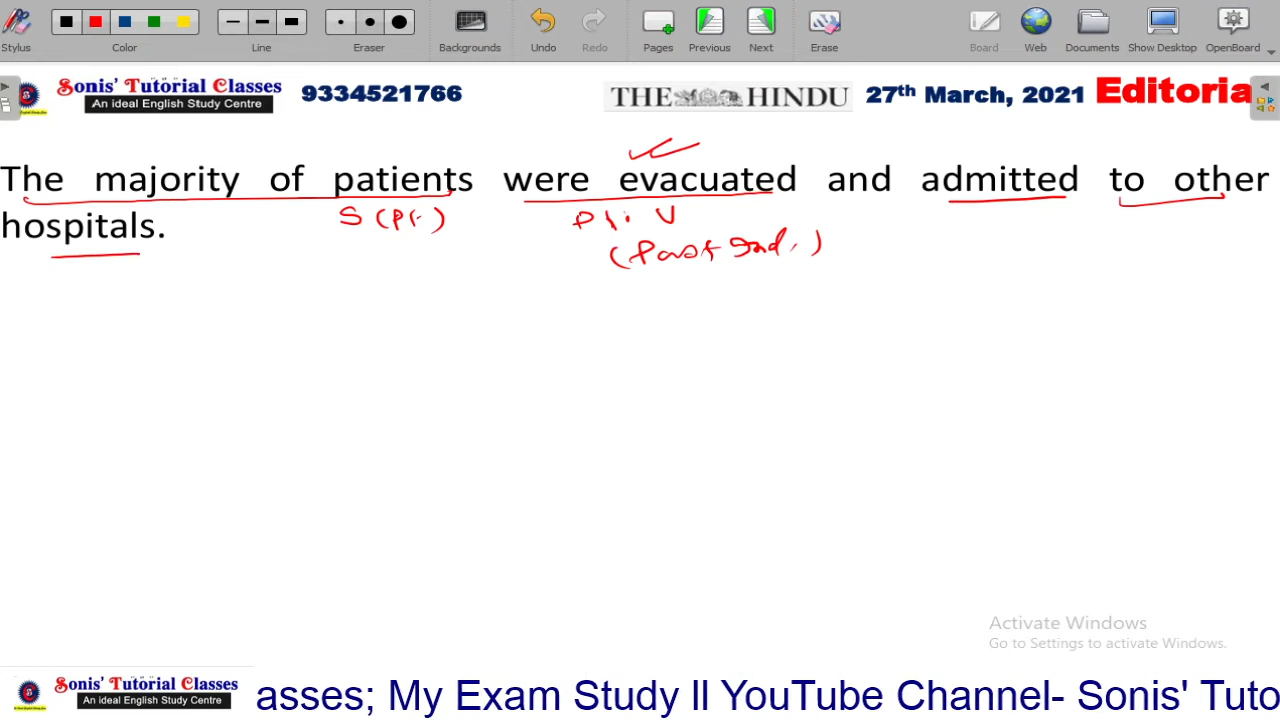 Stylus Color Line Eraser Backgrounds Undo Redo Pages Previous Next Erase Board Web Documents Show Desktop OpenBoard
Sonis' Tutorial Classes
An ideal English Study Centre
9334521766
THE HINDU
27th March, 2021
Editoria
The majority of patients were evacuated and admitted to other
hospitals.
S (Pl.) Pl. V
(Past Ind.)
Activate Windows
Go to Settings to activate Windows.
Sonis' Tutorial Classes
An ideal English Study Centre
asses; My Exam Study ll YouTube Channel- Sonis' Tuto